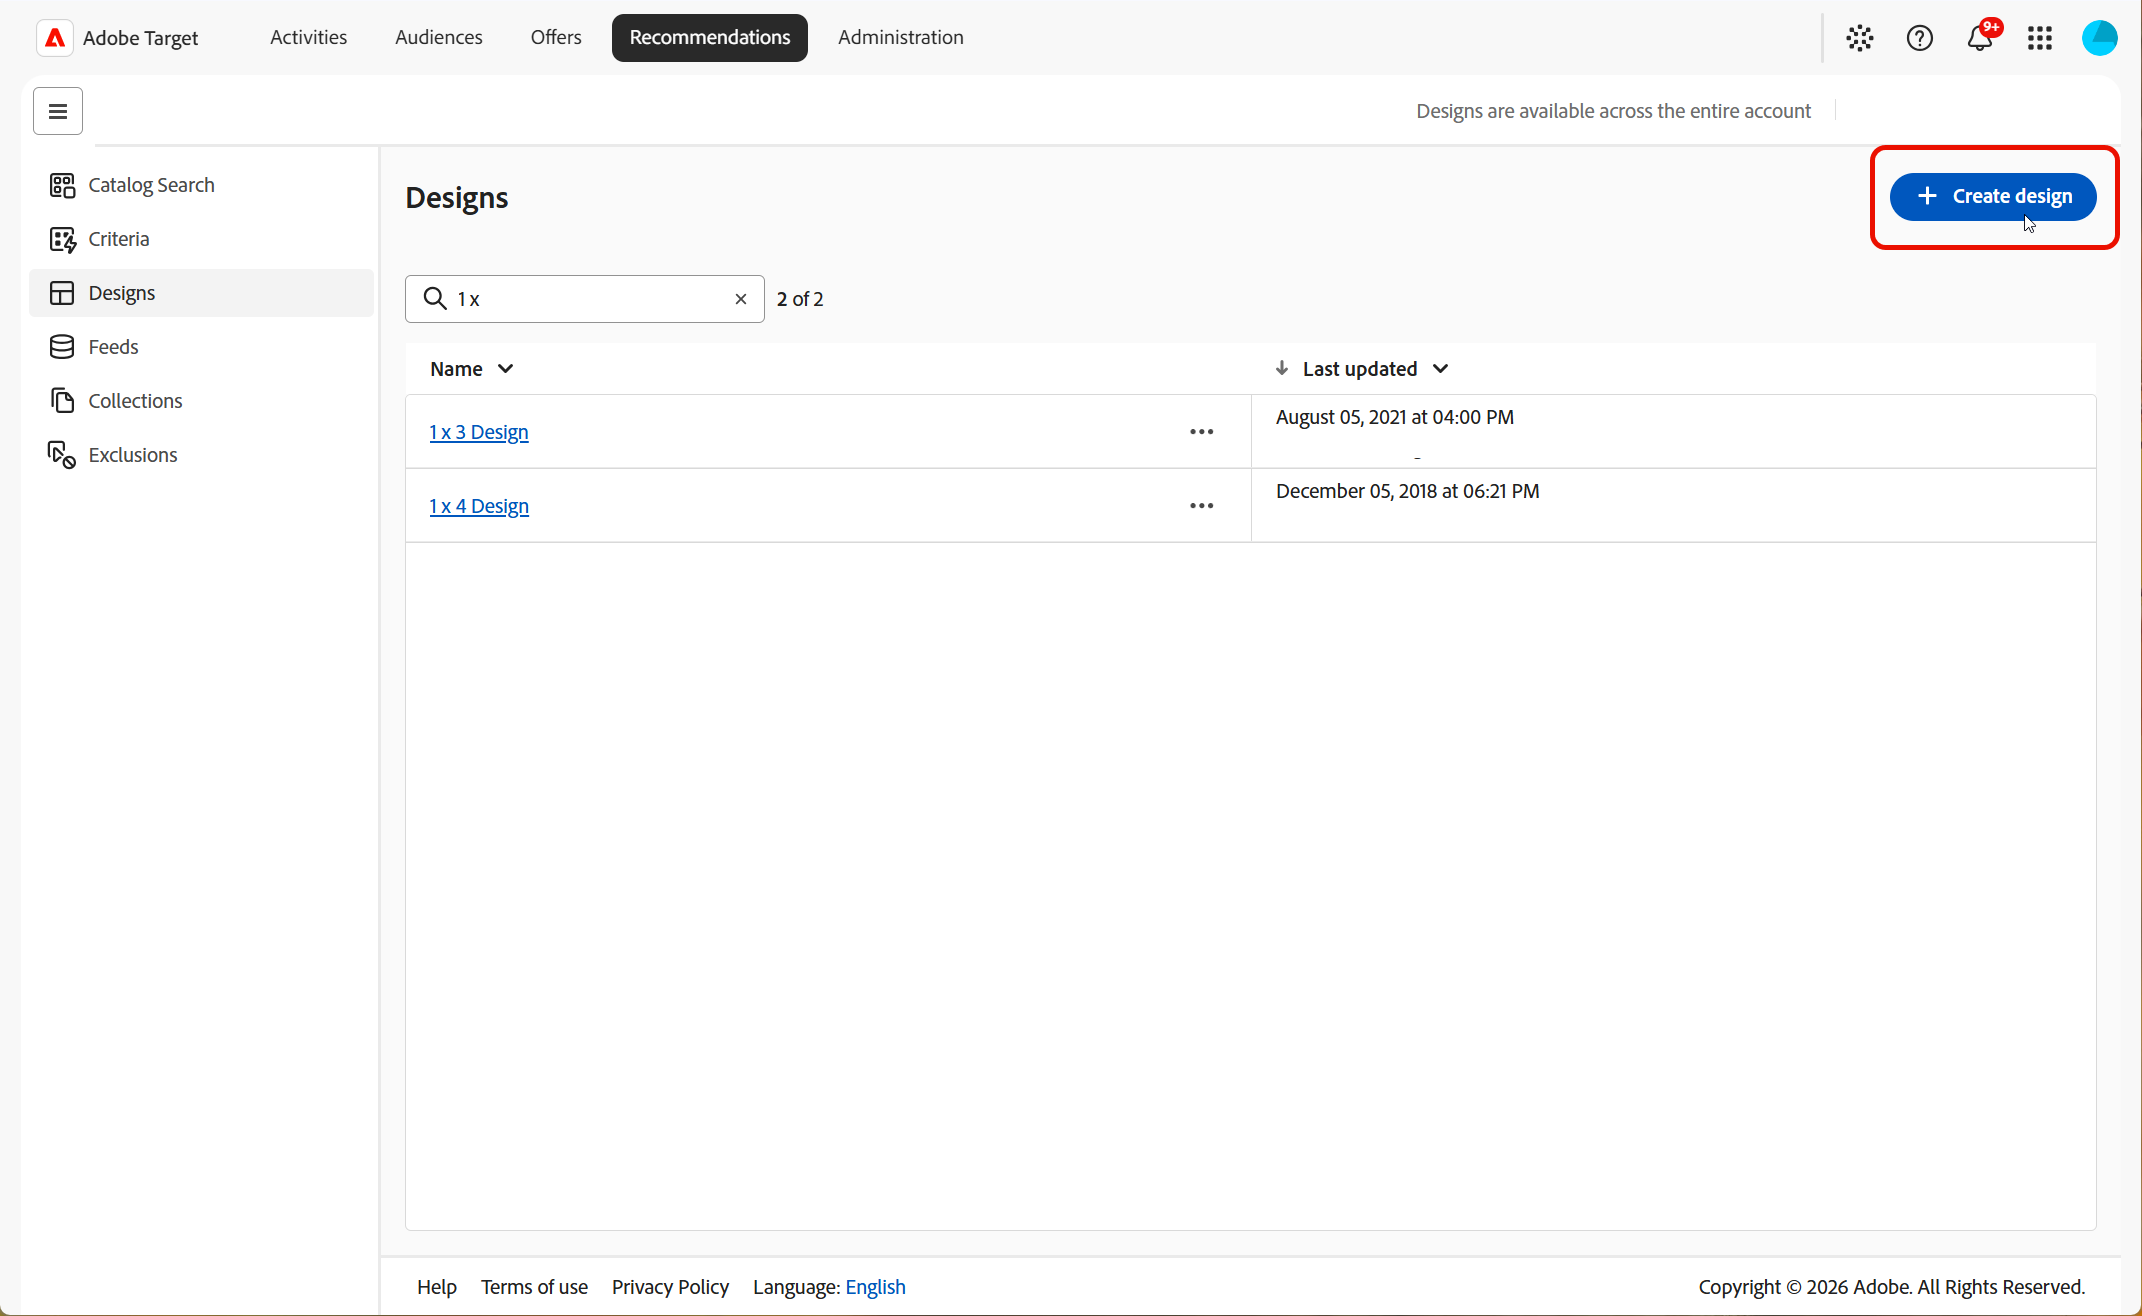 Adobe Target
Activities
Audiences
Offers
Recommendations
Administration
9+
Designs are available across the entire account
Catalog Search
Criteria
Designs
Feeds
Collections
Exclusions
Designs
Create design
1 x
2 of 2
Name
Last updated
1 x 3 Design
August 05, 2021 at 04:00 PM
1 x 4 Design
December 05, 2018 at 06:21 PM
Help
Terms of use
Privacy Policy
Language: English
Copyright © 2026 Adobe. All Rights Reserved.